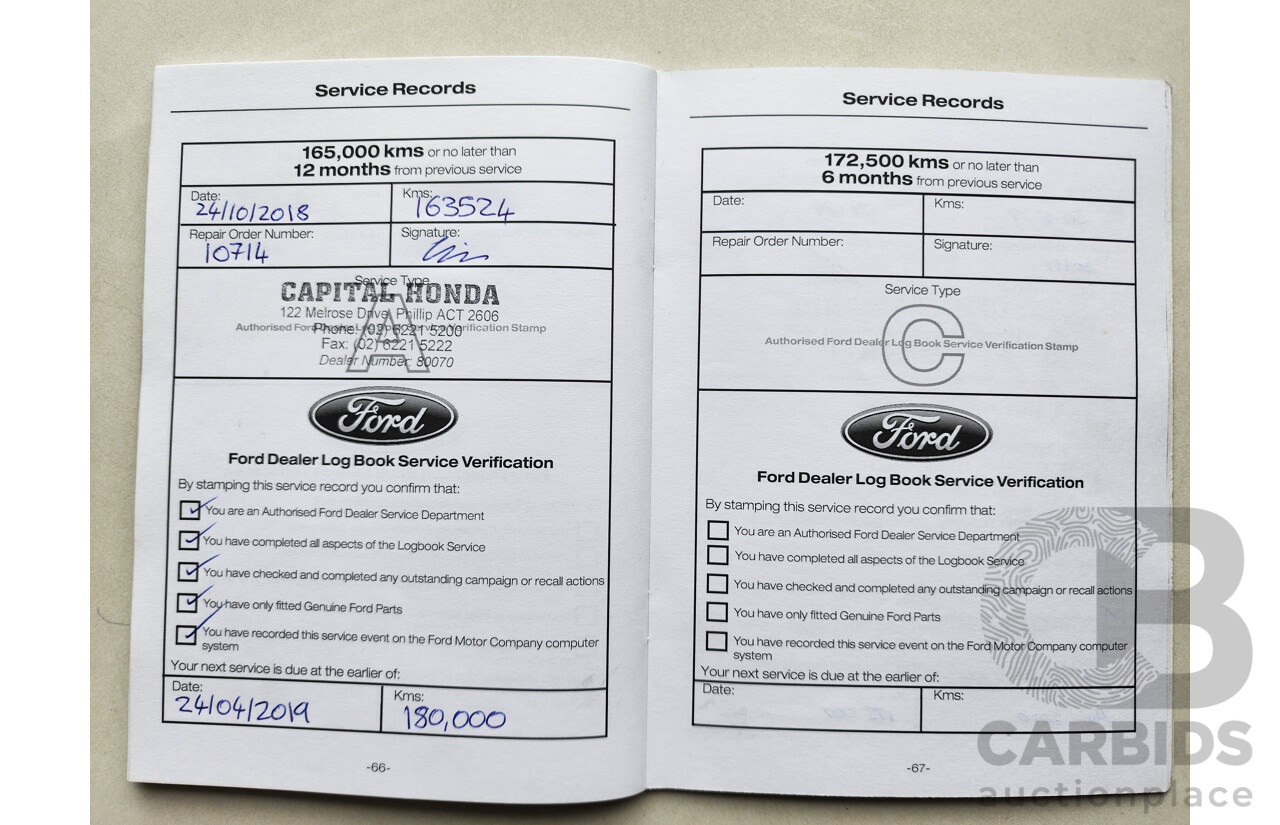 Service Records
165,000 kms or no later than
12 months from previous service
Date:
24/10/2018
Kms:
163524
Repair Order Number:
10714
Signature:
Service Type
A
CAPITAL HONDA
122 Melrose Drive, Phillip ACT 2606
Authorised Ford Dealer Log Book Service Verification Stamp
Phone: (02) 6221 5200
Fax: (02) 6221 5222
Dealer Number: 80070
Ford
Ford Dealer Log Book Service Verification
By stamping this service record you confirm that:
You are an Authorised Ford Dealer Service Department
You have completed all aspects of the Logbook Service
You have checked and completed any outstanding campaign or recall actions
You have only fitted Genuine Ford Parts
You have recorded this service event on the Ford Motor Company computer
system
Your next service is due at the earlier of:
Date:
24/04/2019
Kms:
180,000
-66-
Service Records
172,500 kms or no later than
6 months from previous service
Date:
Kms:
Repair Order Number:
Signature:
Service Type
C
Authorised Ford Dealer Log Book Service Verification Stamp
Ford
Ford Dealer Log Book Service Verification
By stamping this service record you confirm that:
You are an Authorised Ford Dealer Service Department
You have completed all aspects of the Logbook Service
You have checked and completed any outstanding campaign or recall actions
You have only fitted Genuine Ford Parts
You have recorded this service event on the Ford Motor Company computer
system
Your next service is due at the earlier of:
Date:
Kms:
-67-
CB
CARBIDS
auctionplace